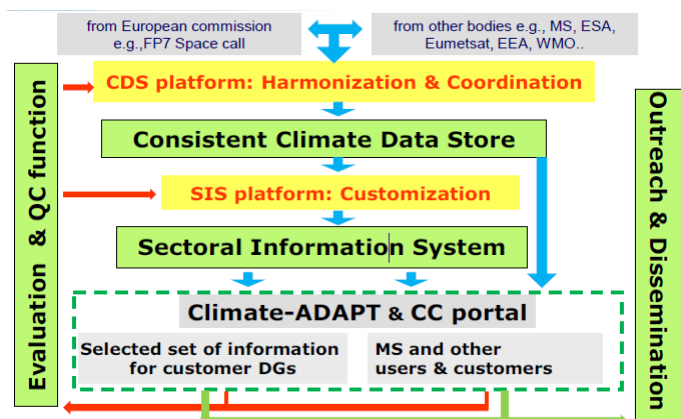 from European commission
e.g.,FP7 Space call
from other bodies e.g., MS, ESA,
Eumetsat, EEA, WMO..
CDS platform: Harmonization & Coordination
Consistent Climate Data Store
SIS platform: Customization
Sectoral Information System
Climate-ADAPT & CC portal
Selected set of information
for customer DGs
MS and other
users & customers
Evaluation & QC function
Outreach & Dissemination